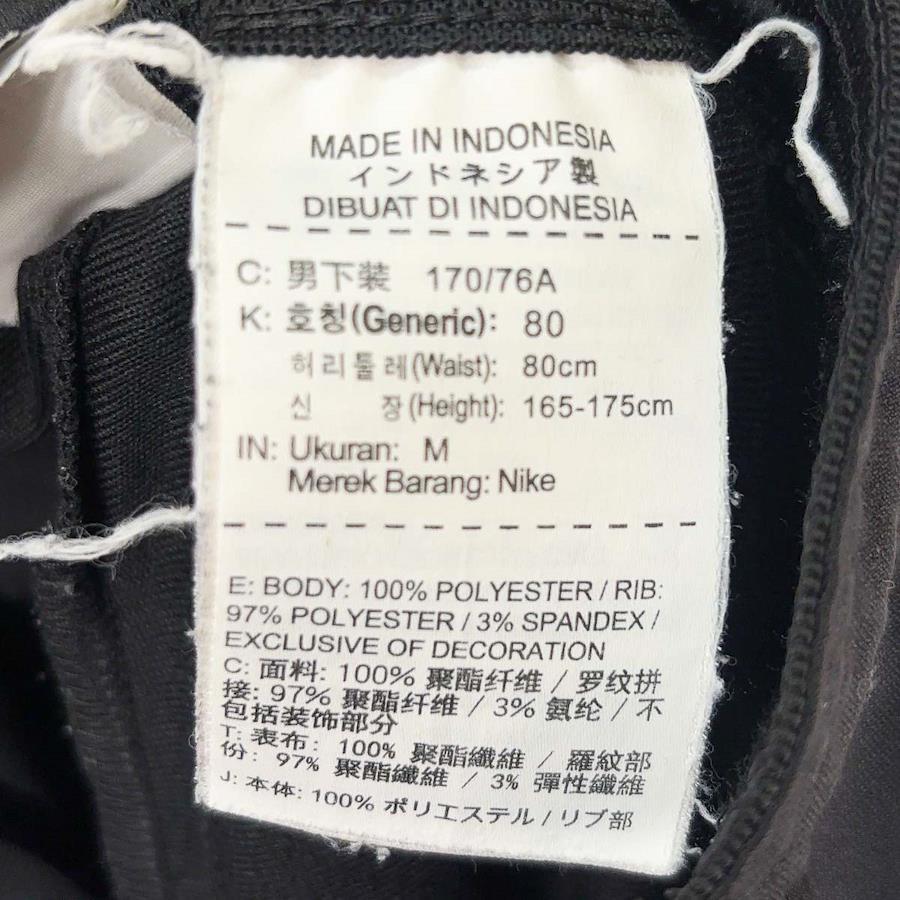 MADE IN INDONESIA
インドネシア製
DIBUAT DI INDONESIA
C: 男下装 170/76A
K: 호칭(Generic): 80
허리둘레(Waist): 80cm
신 장(Height): 165-175cm
IN: Ukuran: M
Merek Barang: Nike
E: BODY: 100% POLYESTER / RIB:
97% POLYESTER / 3% SPANDEX /
EXCLUSIVE OF DECORATION
C: 面料: 100% 聚酯纤维 / 罗纹拼
接: 97% 聚酯纤维 / 3% 氨纶 / 不
包括装饰部分
T: 表布: 100% 聚酯纖維 / 羅紋部
份: 97% 聚酯纖維 / 3% 彈性纖維
J: 本体: 100% ポリエステル / リブ部